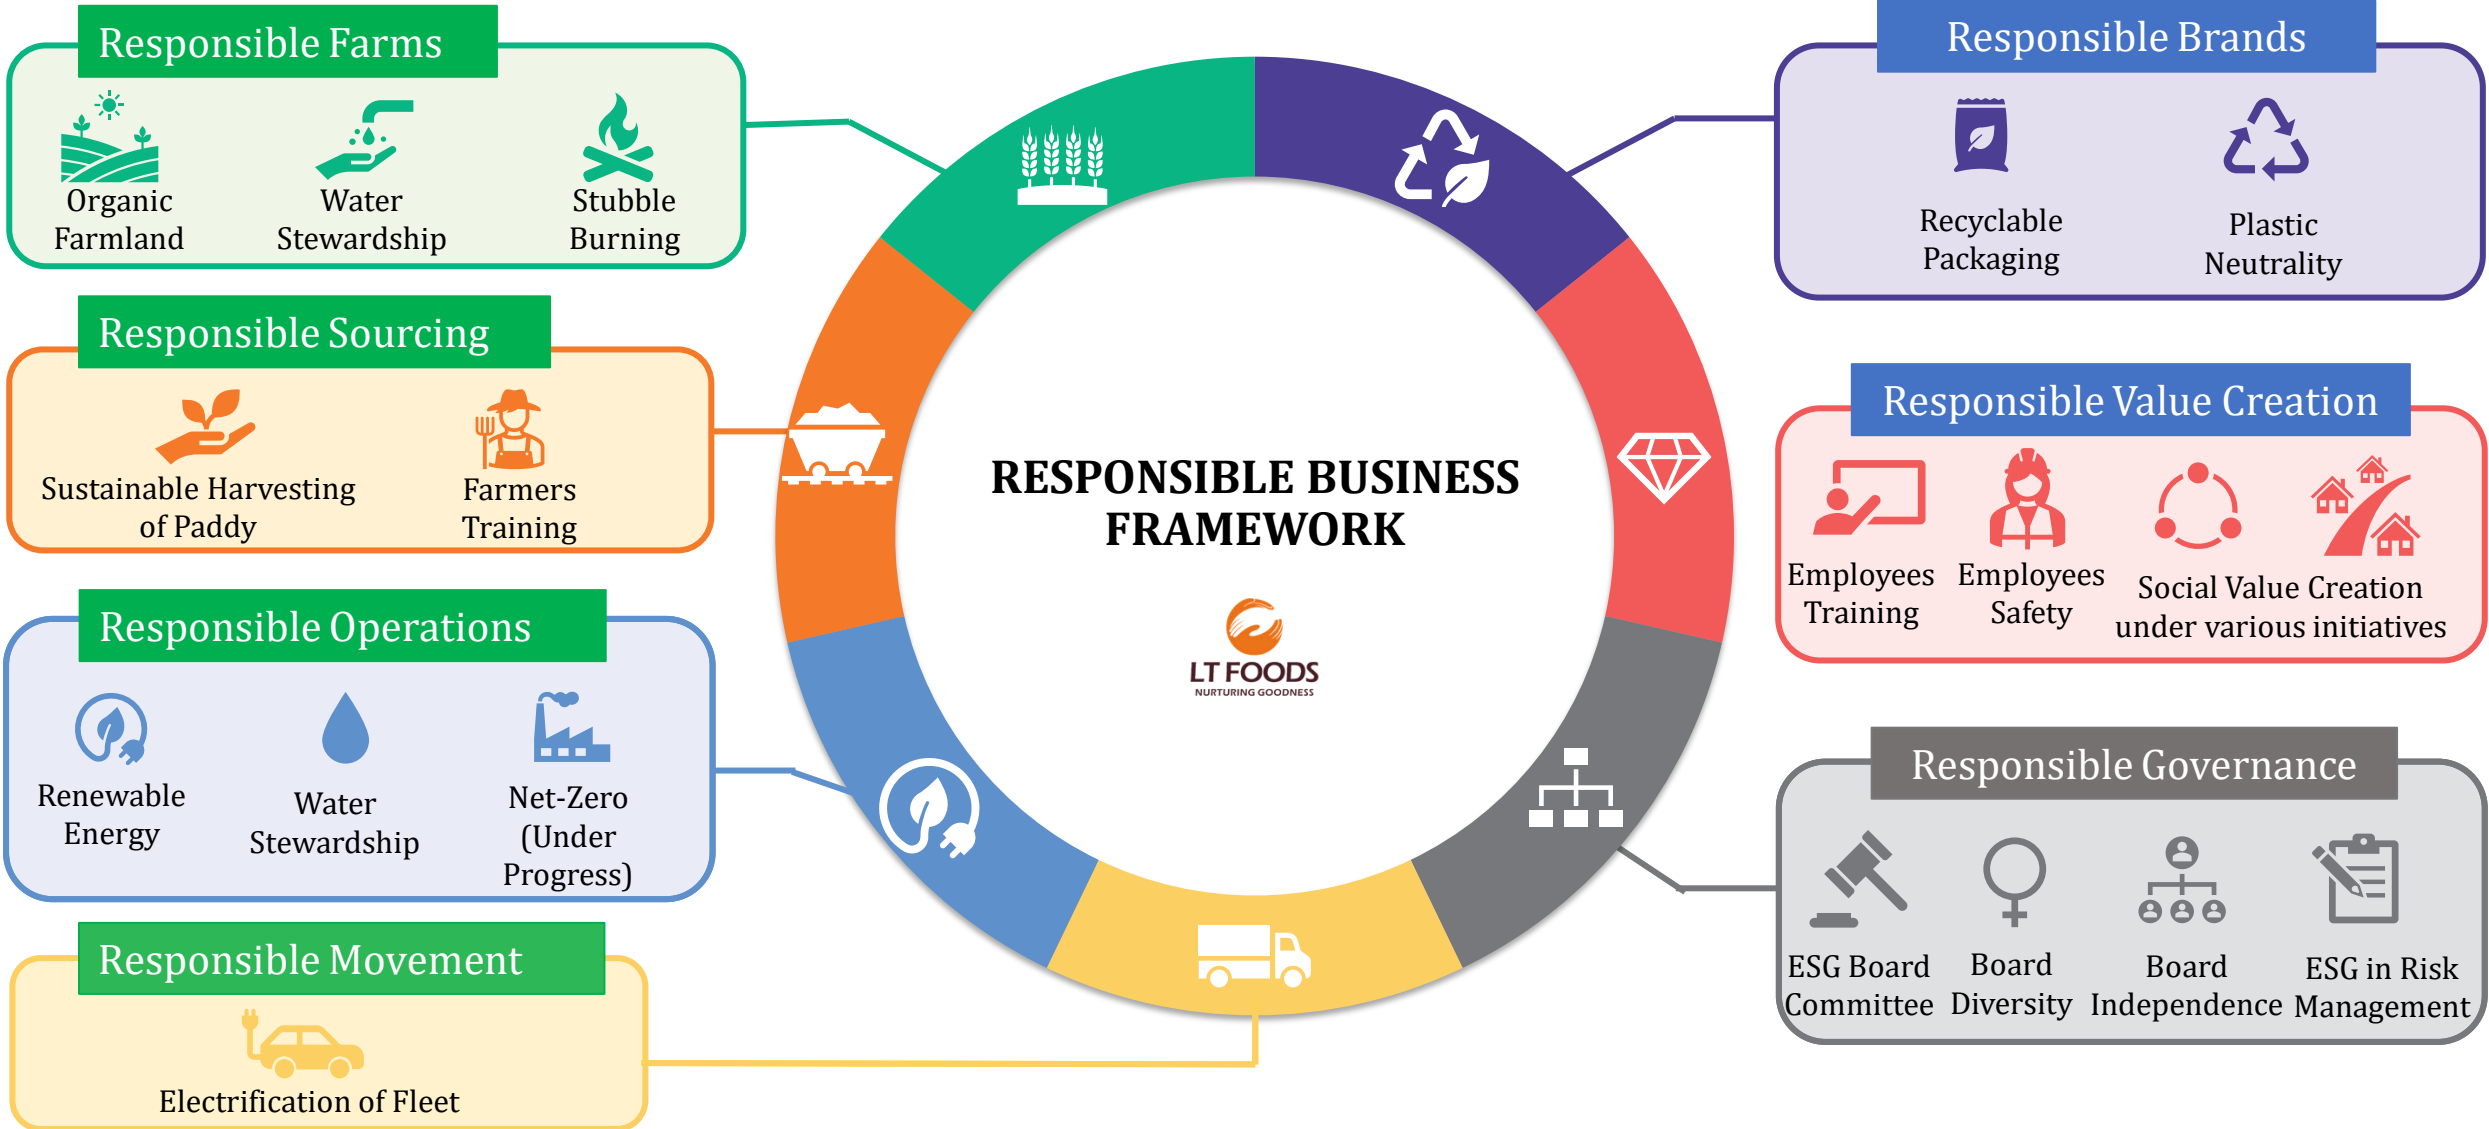 Responsible Farms
Organic
Farmland
Water
Stewardship
Stubble
Burning
Responsible Sourcing
Sustainable Harvesting
of Paddy
Farmers
Training
Responsible Operations
Renewable
Energy
Water
Stewardship
Net-Zero
(Under
Progress)
Responsible Movement
Electrification of Fleet
RESPONSIBLE BUSINESS
FRAMEWORK
LT FOODS
NURTURING GOODNESS
Responsible Brands
Recyclable
Packaging
Plastic
Neutrality
Responsible Value Creation
Employees
Training
Employees
Safety
Social Value Creation
under various initiatives
Responsible Governance
ESG Board
Committee
Board
Diversity
Board
Independence
ESG in Risk
Management